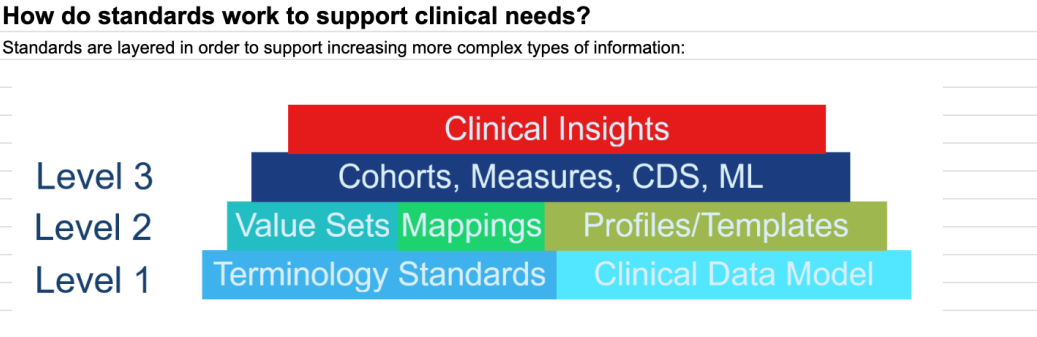 How do standards work to support clinical needs?
Standards are layered in order to support increasing more complex types of information:
Clinical Insights
Level 3 Cohorts, Measures, CDS, ML
Level 2 Value Sets Mappings Profiles/Templates
Level 1 Terminology Standards Clinical Data Model